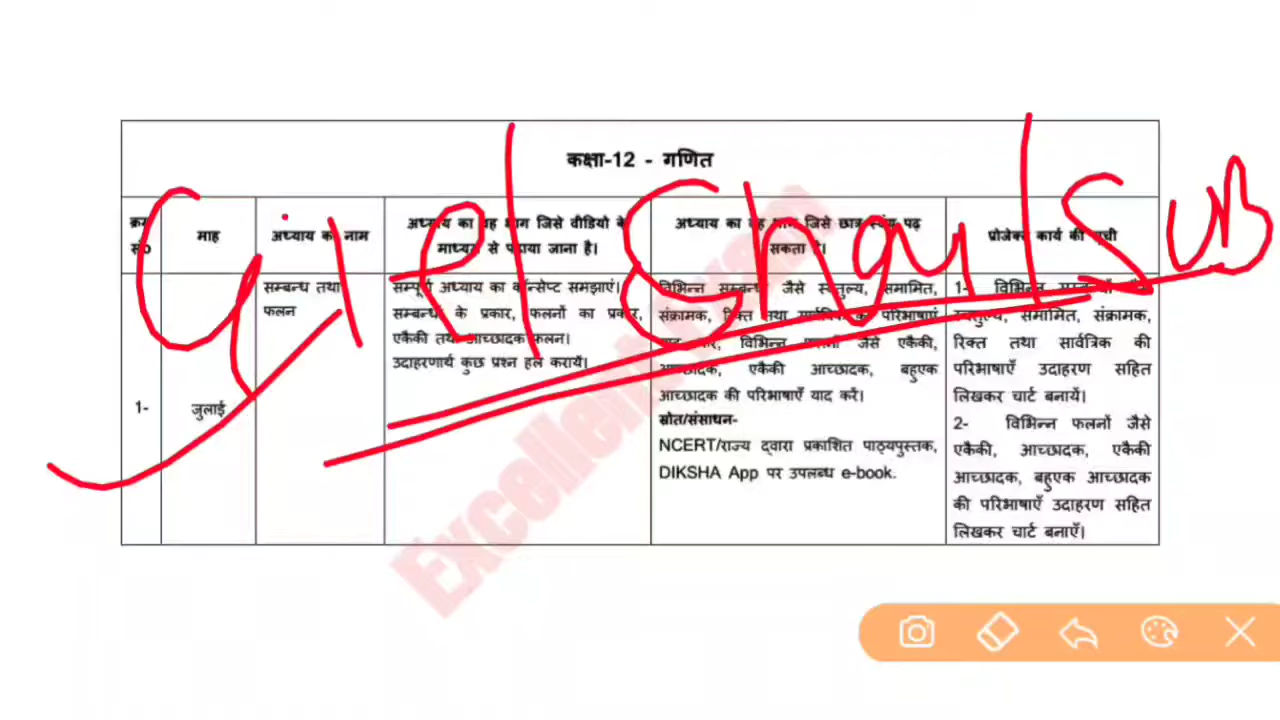 कक्षा-12 - गणित
क्र० सं०
माह
अध्याय का नाम
अध्याय का वह भाग जिसे वीडियो के
माध्यम से पढ़ाया जाना है।
अध्याय का वह भाग जिसे छात्र स्वयं पढ़
सकता है।
प्रोजेक्ट कार्य की सूची
1-
जुलाई
सम्बन्ध तथा
फलन
सम्पूर्ण अध्याय का कॉन्सेप्ट समझाएं।
सम्बन्ध के प्रकार, फलनों का प्रकार,
एकैकी तथा आच्छादक फलन।
उदाहरणार्थ कुछ प्रश्न हल करायें।
विभिन्न सम्बन्ध जैसे स्वतुल्य, सममित,
संक्रामक, रिक्त तथा सार्वत्रिक की परिभाषाएं
विभिन्न फलनों जैसे एकैकी,
आच्छादक, एकैकी आच्छादक, बहुएक
आच्छादक की परिभाषाएँ याद करें।
स्रोत/संसाधन-
NCERT/राज्य द्वारा प्रकाशित पाठ्यपुस्तक,
DIKSHA App पर उपलब्ध e-book.
1- विभिन्न सम्बन्धों जैसे
स्वतुल्य, सममित, संक्रामक,
रिक्त तथा सार्वत्रिक की
परिभाषाएँ उदाहरण सहित
लिखकर चार्ट बनायें।
2- विभिन्न फलनों जैसे
एकैकी, आच्छादक, एकैकी
आच्छादक, बहुएक आच्छादक
की परिभाषाएँ उदाहरण सहित
लिखकर चार्ट बनाएँ।
Excellent exam
Sub